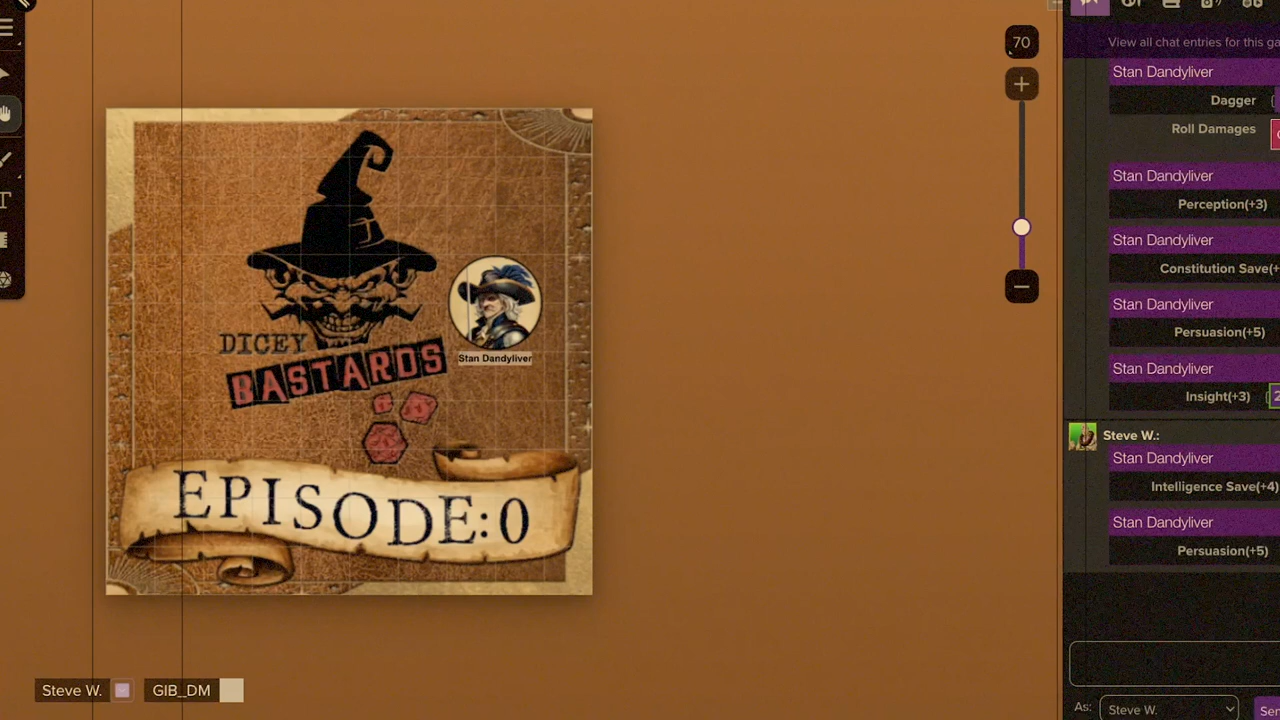 70
View all chat entries for this ga
Stan Dandyliver
Dagger
Roll Damages
Stan Dandyliver
Perception(+3)
Stan Dandyliver
Constitution Save(+
Stan Dandyliver
Persuasion(+5)
Stan Dandyliver
Insight(+3)
Steve W.:
Stan Dandyliver
Intelligence Save(+4)
Stan Dandyliver
Persuasion(+5)
As:
Steve W.
DICEY
BASTARDS
Stan Dandyliver
EPISODE:0
Steve W.
GIB_DM